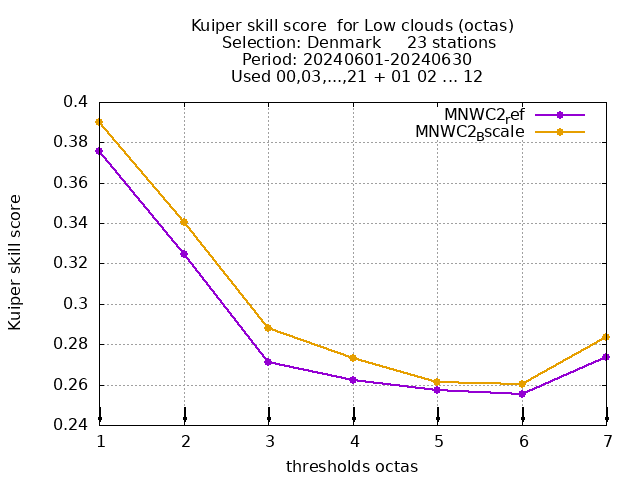 Kuiper skill score  for Low clouds (octas)
Selection: Denmark     23 stations
Period: 20240601-20240630
Used 00,03,...,21 + 01 02 ... 12
MNWC2ref
MNWC2Bscale
0.4
0.38
0.36
0.34
0.32
0.3
0.28
0.26
0.24
Kuiper skill score
1 2 3 4 5 6 7
thresholds octas